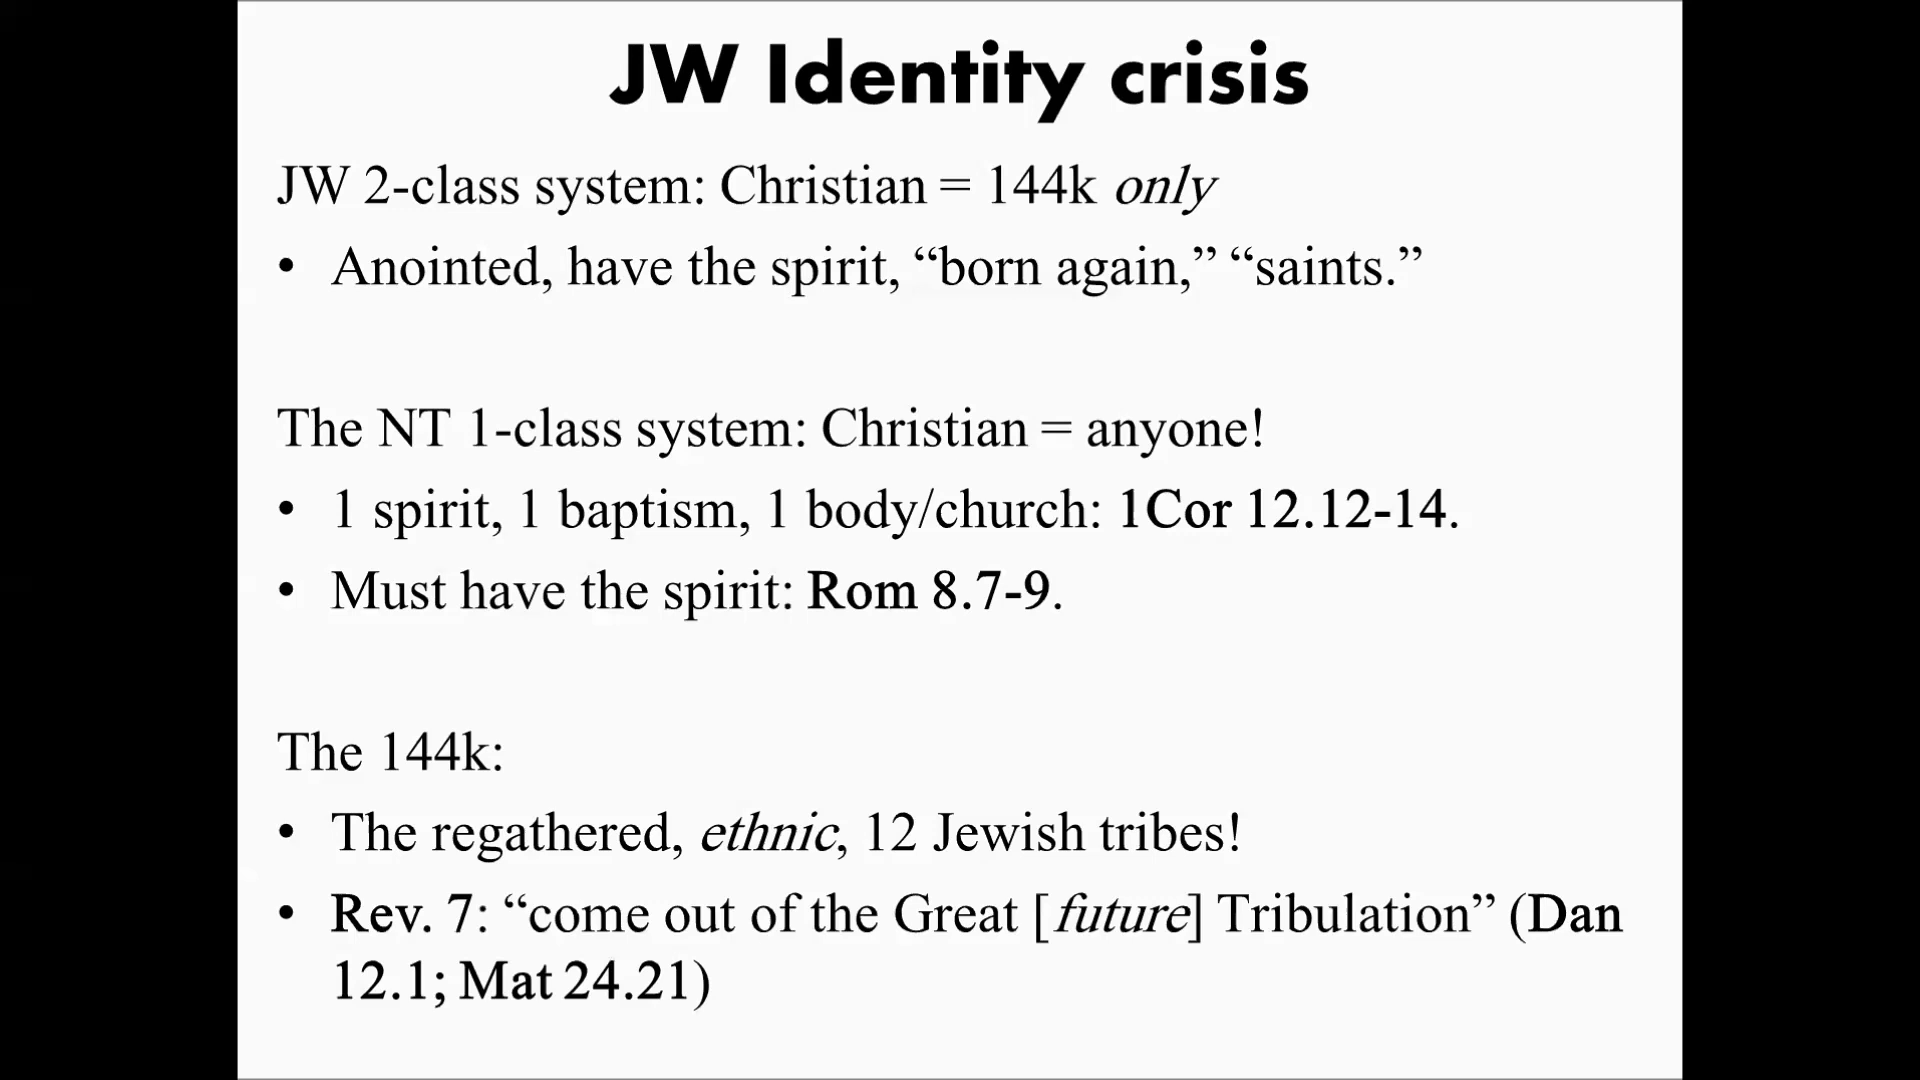 JW Identity crisis
JW 2-class system: Christian = 144k only
• Anointed, have the spirit, “born again,” “saints.”
The NT 1-class system: Christian = anyone!
• 1 spirit, 1 baptism, 1 body/church: 1Cor 12.12-14.
• Must have the spirit: Rom 8.7-9.
The 144k:
• The regathered, ethnic, 12 Jewish tribes!
• Rev. 7: “come out of the Great [future] Tribulation” (Dan
12.1; Mat 24.21)